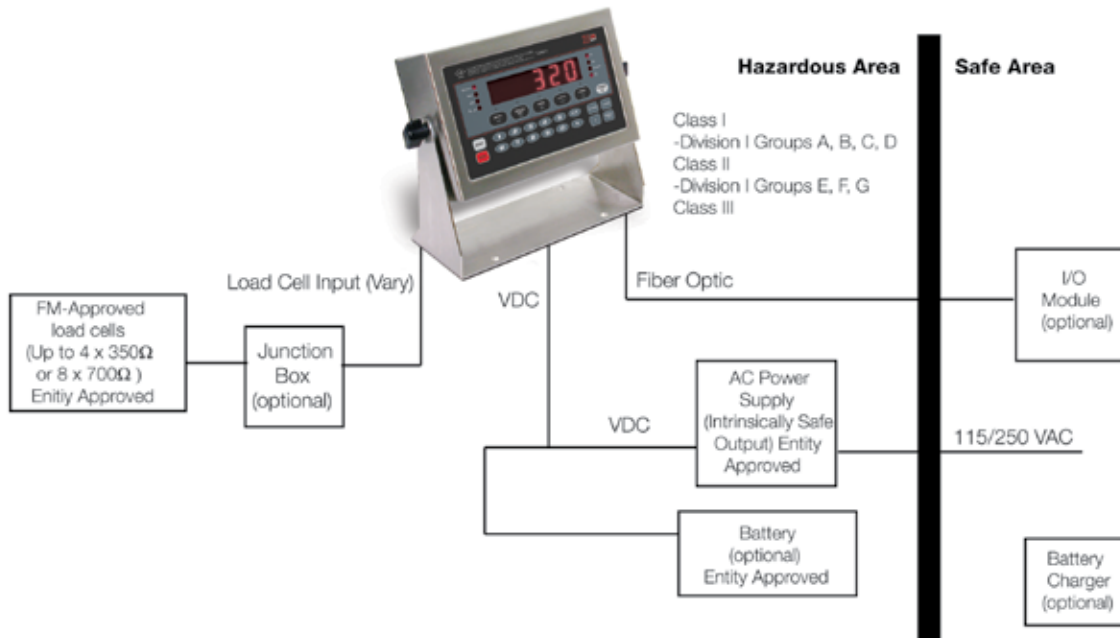 320
Hazardous Area
Safe Area
Class I
-Division I Groups A, B, C, D
Class II
-Division I Groups E, F, G
Class III
Load Cell Input (Vary)
VDC
Fiber Optic
I/O
Module
(optional)
FM-Approved
load cells
(Up to 4 x 350Ω
or 8 x 700Ω )
Enitiy Approved
Junction
Box
(optional)
VDC
AC Power
Supply
(Intrinsically Safe
Output) Entity
Approved
115/250 VAC
Battery
(optional)
Entity Approved
Battery
Charger
(optional)